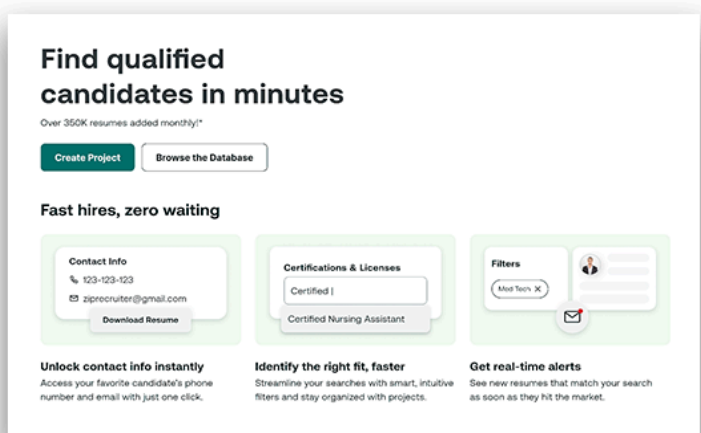 Find qualified
candidates in minutes
Over 350K resumes added monthly!*
Create Project
Browse the Database
Fast hires, zero waiting
Contact Info
123-123-123
ziprecruiter@gmail.com
Download Resume
Certifications & Licenses
Certified |
Certified Nursing Assistant
Filters
Med Tech X
Unlock contact info instantly
Access your favorite candidate's phone
number and email with just one click.
Identify the right fit, faster
Streamline your searches with smart, intuitive
filters and stay organized with projects.
Get real-time alerts
See new resumes that match your search
as soon as they hit the market.